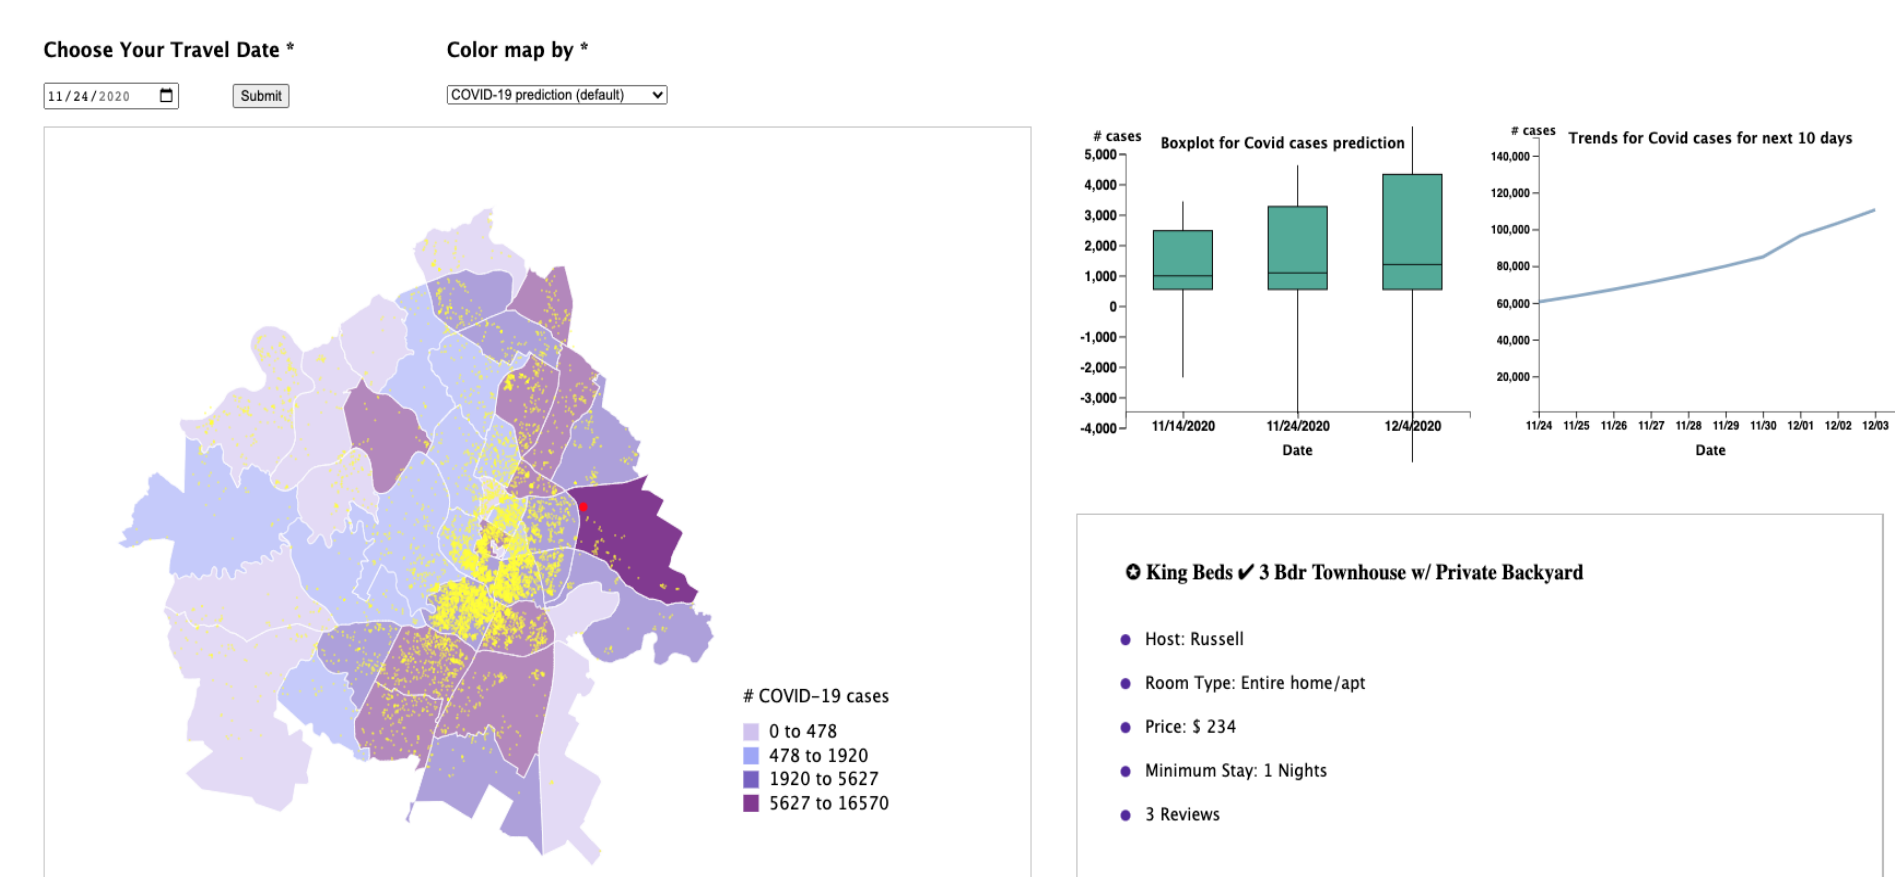 Choose Your Travel Date *
Color map by *
11/24/2020
Submit
COVID-19 prediction (default)
# COVID-19 cases
0 to 478
478 to 1920
1920 to 5627
5627 to 16570
# cases
Boxplot for Covid cases prediction
5,000
4,000
3,000
2,000
1,000
0
-1,000
-2,000
-3,000
-4,000
11/14/2020 11/24/2020 12/4/2020
Date
# cases
Trends for Covid cases for next 10 days
140,000
120,000
100,000
80,000
60,000
40,000
20,000
11/24 11/25 11/26 11/27 11/28 11/29 11/30 12/01 12/02 12/03
Date
✪ King Beds ✔ 3 Bdr Townhouse w/ Private Backyard
Host: Russell
Room Type: Entire home/apt
Price: $ 234
Minimum Stay: 1 Nights
3 Reviews